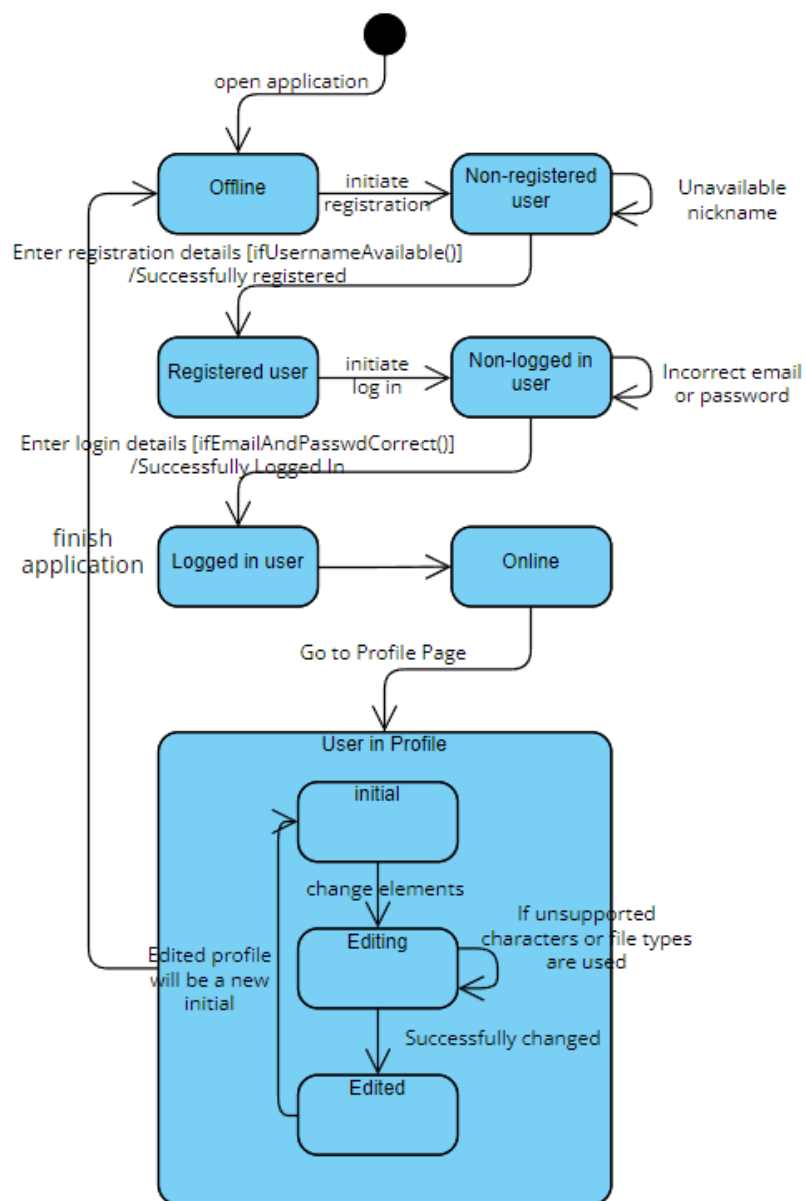 open application
Offline
initiate
registration
Non-registered
user
Unavailable
nickname
Enter registration details [ifUsernameAvailable()]
/Successfully registered
Registered user
initiate
log in
Non-logged in
user
Incorrect email
or password
Enter login details [ifEmailAndPasswdCorrect()]
/Successfully Logged In
finish
application
Logged in user
Online
Go to Profile Page
User in Profile
initial
change elements
Editing
If unsupported
characters or file types
are used
Edited profile
will be a new
initial
Successfully changed
Edited